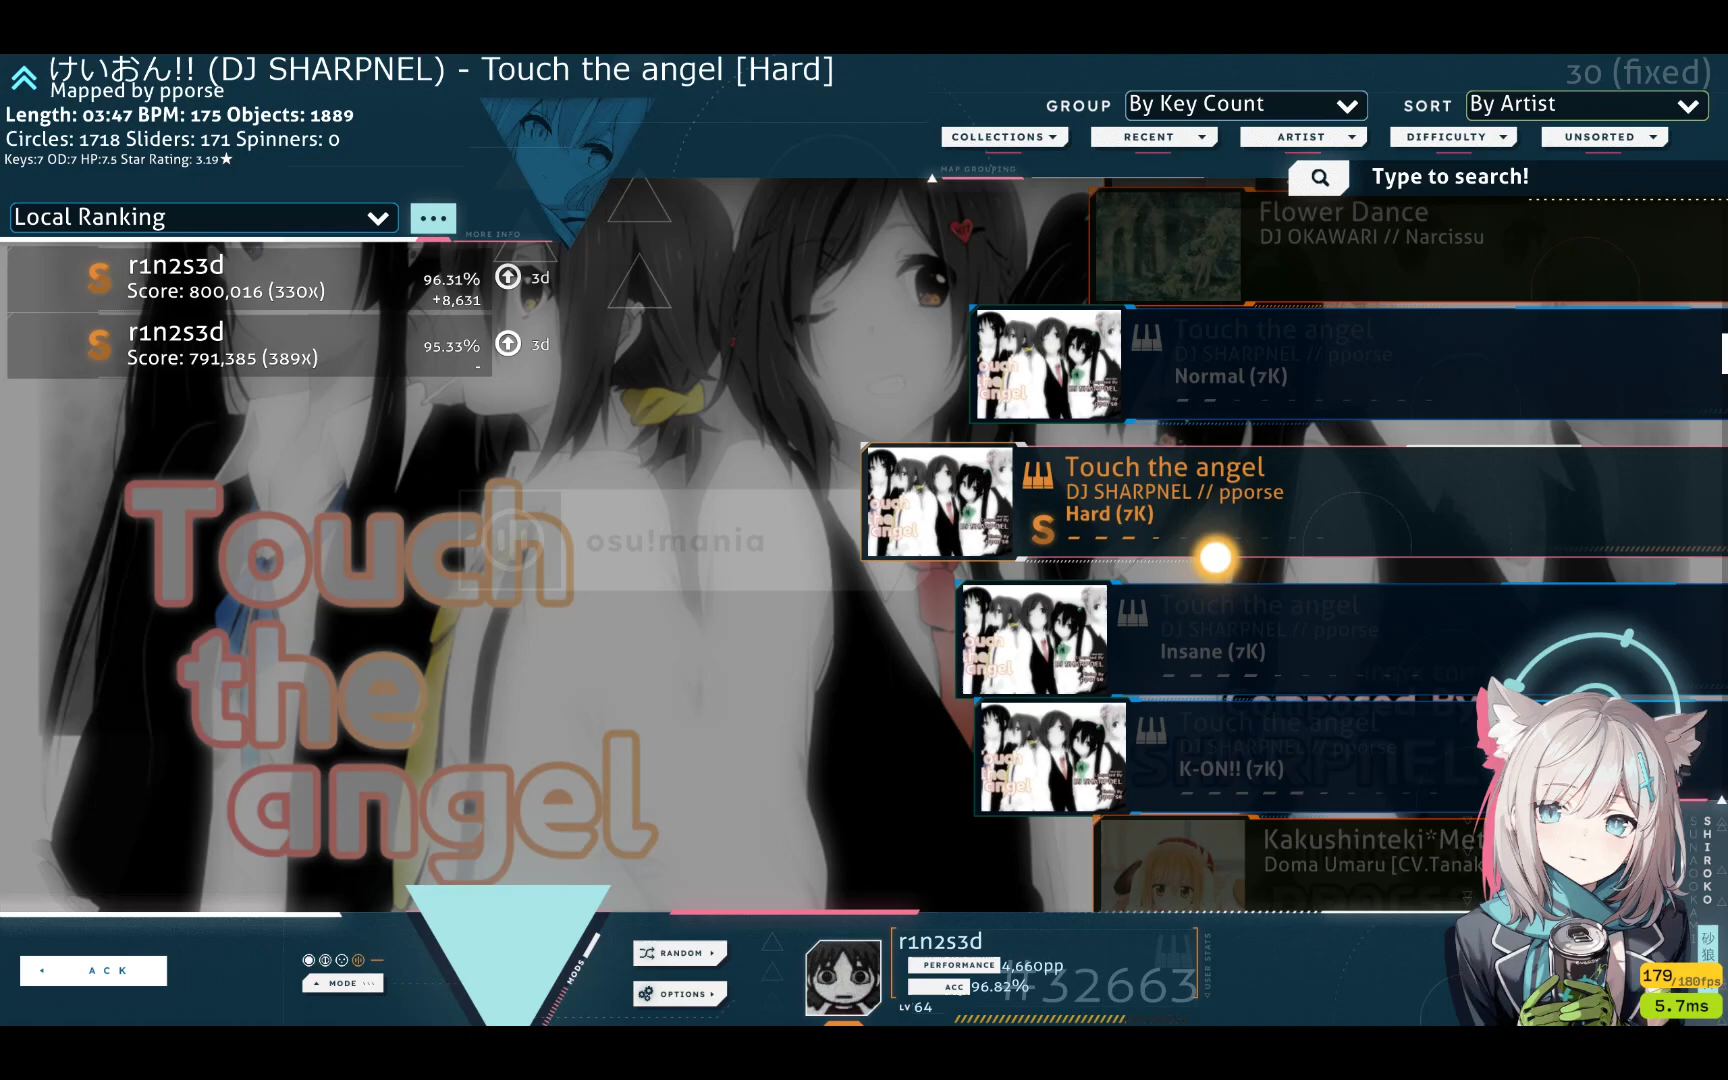 けいおん!! (DJ SHARPNEL) - Touch the angel [Hard]
Mapped by pporse
Length: 03:47 BPM: 175 Objects: 1889
Circles: 1718 Sliders: 171 Spinners: 0
Keys:7 OD:7 HP:7.5 Star Rating: 3.19★
30 (fixed)
GROUP By Key Count SORT By Artist
COLLECTIONS RECENT ARTIST DIFFICULTY UNSORTED
MAP GROUPING
Type to search!
Local Ranking
MORE INFO
r1n2s3d
Score: 800,016 (330x)
96.31%
+8,631
3d
r1n2s3d
Score: 791,385 (389x)
95.33%
-
3d
Flower Dance
DJ OKAWARI // Narcissu
Touch the angel
DJ SHARPNEL // pporse
Normal (7K)
Touch the angel
DJ SHARPNEL // pporse
Hard (7K)
S
Touch the angel
DJ SHARPNEL // pporse
Insane (7K)
Touch the angel
DJ SHARPNEL // pporse
K-ON!! (7K)
Kakushinteki*Met
Doma Umaru [CV.Tanak
osu!mania
Touch
the
angel
Composed By
SHARPNEL
ACK
MODE
MODS
RANDOM
OPTIONS
r1n2s3d
PERFORMANCE 4,660pp
ACC 96.82%
LV 64
#32663
USER STATS
SHIROKO
SUNAOOKA
砂狼
179/180fps
5.7ms